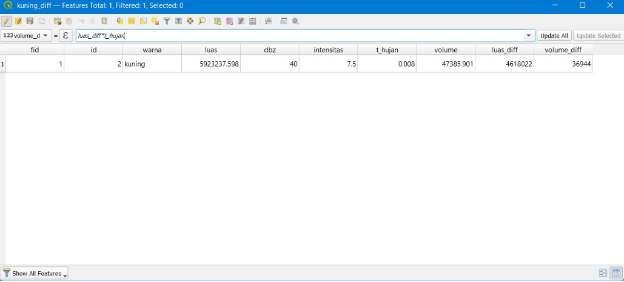 kuning_diff — Features Total: 1, Filtered: 1, Selected: 0
123 volume_d = ε luas_diff*t_hujan Update All Update Selected
fid id warna luas dbz intensitas t_hujan volume luas_diff volume_diff
1 1 2 kuning 5923237.598 40 7.5 0.008 47385.901 4618022 36944
Show All Features